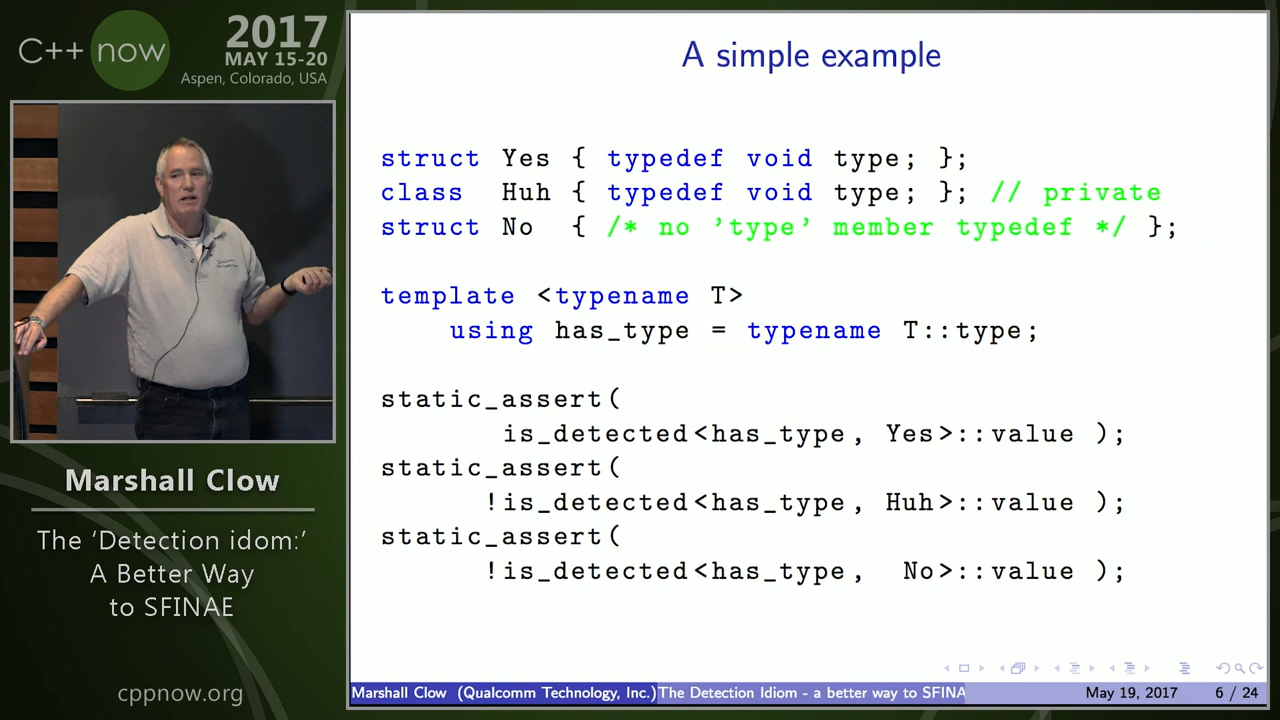 C++ now
2017
MAY 15-20
Aspen, Colorado, USA
Marshall Clow
The ‘Detection idom:’
A Better Way
to SFINAE
cppnow.org
A simple example
struct Yes { typedef void type; };
class Huh { typedef void type; }; // private
struct No { /* no ’type’ member typedef */ };
template <typename T>
using has_type = typename T::type;
static_assert(
is_detected<has_type, Yes>::value );
static_assert(
!is_detected<has_type, Huh>::value );
static_assert(
!is_detected<has_type, No>::value );
Marshall Clow (Qualcomm Technology, Inc.) The Detection Idiom - a better way to SFINA May 19, 2017 6 / 24